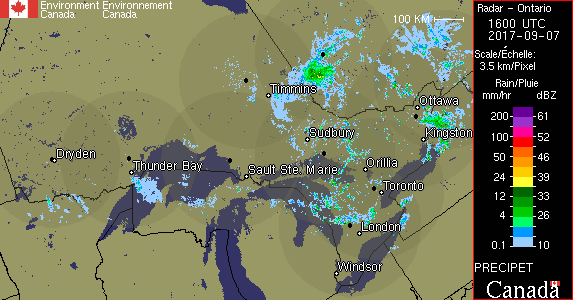 Environment Environnement
Canada Canada
100 KM
Timmins
Ottawa
Sudbury
Kingston
Dryden
Thunder Bay
Sault Ste. Marie
Orillia
Toronto
London
Windsor
Radar - Ontario
1600 UTC
2017-09-07
Scale/Échelle:
3.5 km/Pixel
Rain/Pluie
mm/hr dBZ
200 61
100 52
50 46
24 39
12 33
4 26
0.1 10
PRECIPET
Canada